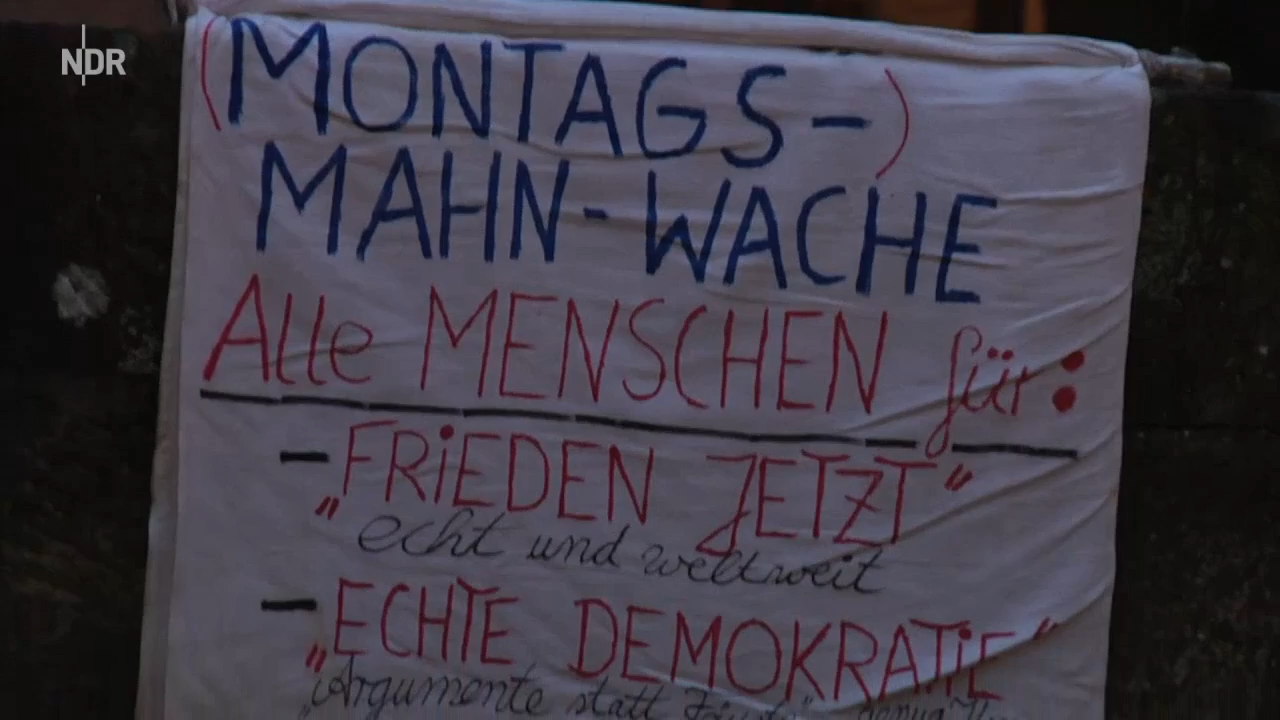 NDR
(MONTAGS-)
MAHN-WACHE
Alle MENSCHEN für:
- „FRiEDEN JETZT"
echt und weltweit
- „ECHTE DEMOKRATiE"
„Argumente statt